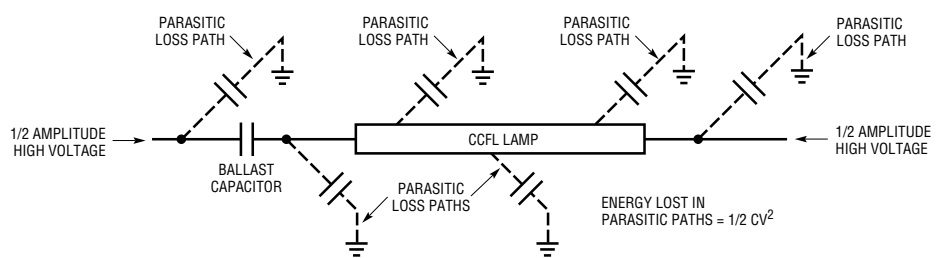 PARASITIC
LOSS PATH
PARASITIC
LOSS PATH
PARASITIC
LOSS PATH
PARASITIC
LOSS PATH
1/2 AMPLITUDE
HIGH VOLTAGE
BALLAST
CAPACITOR
CCFL LAMP
1/2 AMPLITUDE
HIGH VOLTAGE
PARASITIC
LOSS PATHS
ENERGY LOST IN
PARASITIC PATHS = 1/2 CV²